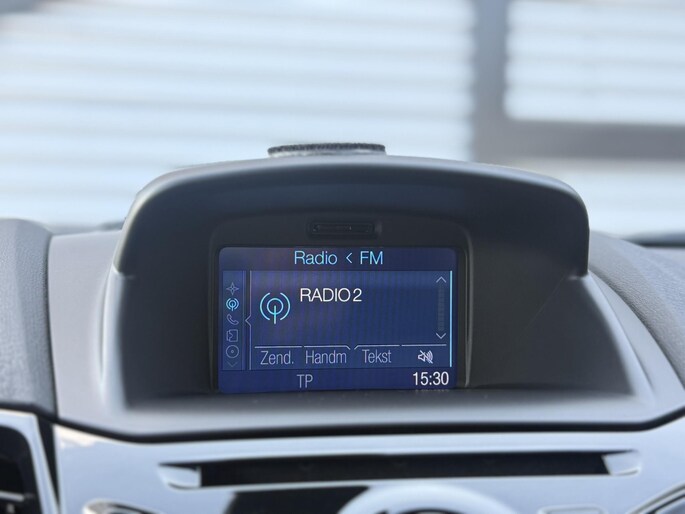 Radio < FM
RADIO 2
Zend. Handm Tekst
TP 15:30